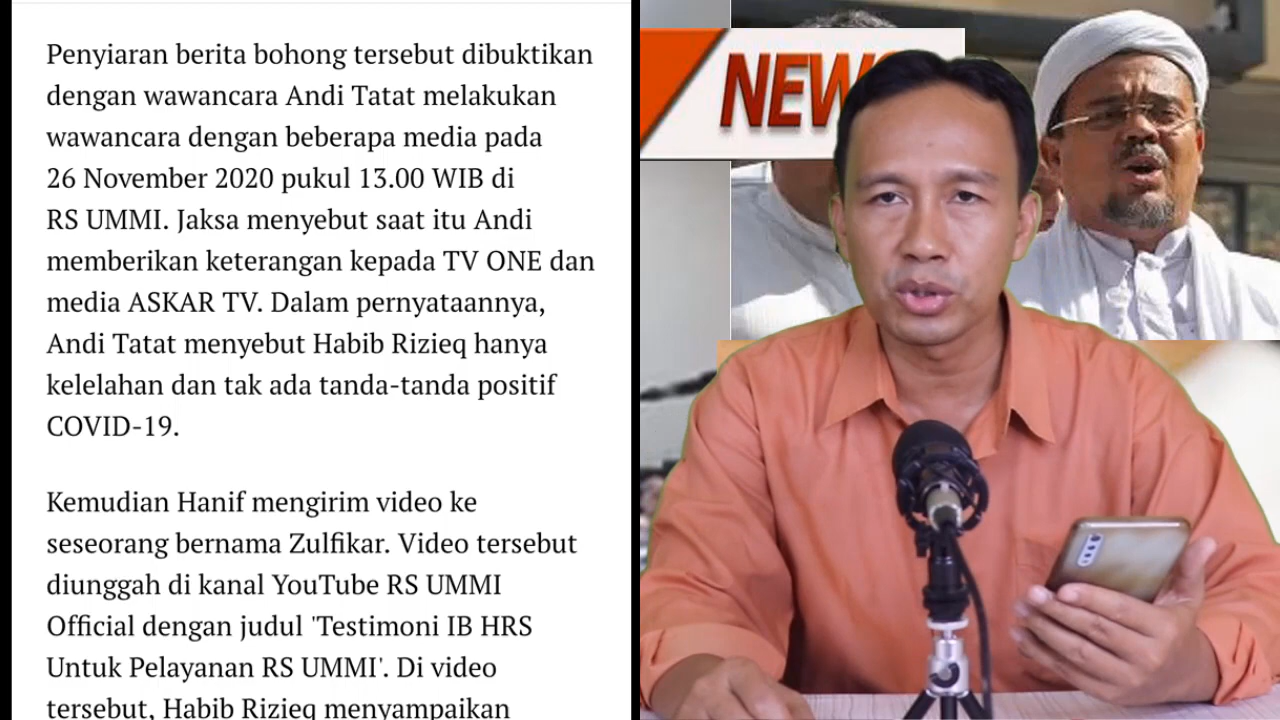 Penyiaran berita bohong tersebut dibuktikan
dengan wawancara Andi Tatat melakukan
wawancara dengan beberapa media pada
26 November 2020 pukul 13.00 WIB di
RS UMMI. Jaksa menyebut saat itu Andi
memberikan keterangan kepada TV ONE dan
media ASKAR TV. Dalam pernyataannya,
Andi Tatat menyebut Habib Rizieq hanya
kelelahan dan tak ada tanda-tanda positif
COVID-19.
Kemudian Hanif mengirim video ke
seseorang bernama Zulfikar. Video tersebut
diunggah di kanal YouTube RS UMMI
Official dengan judul 'Testimoni IB HRS
Untuk Pelayanan RS UMMI'. Di video
tersebut, Habib Rizieq menyampaikan
NEWS